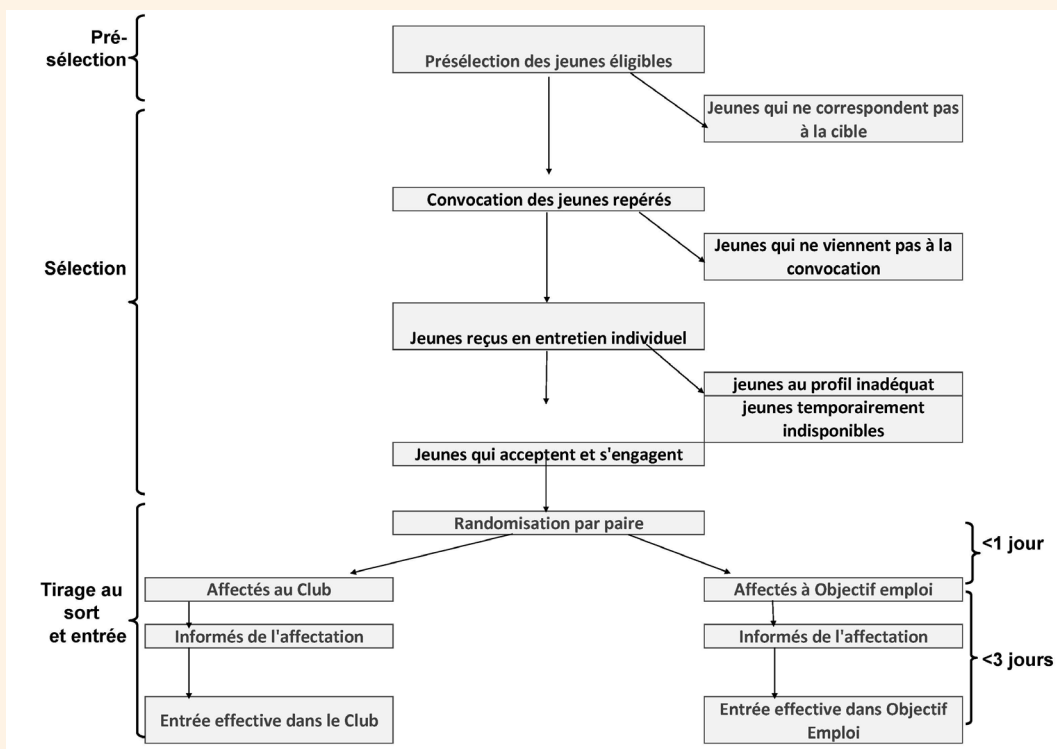 Pré-
sélection
Présélection des jeunes éligibles
Jeunes qui ne correspondent pas
à la cible
Convocation des jeunes repérés
Jeunes qui ne viennent pas à la
convocation
Sélection
Jeunes reçus en entretien individuel
jeunes au profil inadéquat
jeunes temporairement
indisponibles
Jeunes qui acceptent et s'engagent
Randomisation par paire
<1 jour
Tirage au
sort
et entrée
Affectés au Club
Affectés à Objectif emploi
Informés de l'affectation
Informés de l'affectation
<3 jours
Entrée effective dans le Club
Entrée effective dans Objectif
Emploi